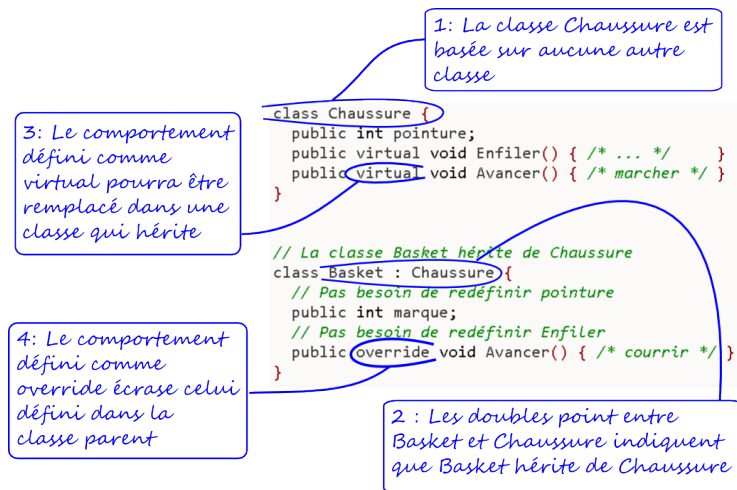 1: La classe Chaussure est
basée sur aucune autre
classe
class Chaussure {
public int pointure;
public virtual void Enfiler() { /* ... */ }
public virtual void Avancer() { /* marcher */ }
}
3: Le comportement
défini comme
virtual pourra être
remplacé dans une
classe qui hérite
// La classe Basket hérite de Chaussure
class Basket : Chaussure {
// Pas besoin de redéfinir pointure
public int marque;
// Pas besoin de redéfinir Enfiler
public override void Avancer() { /* courrir */ }
}
4: Le comportement
défini comme
override écrase celui
défini dans la
classe parent
2 : Les doubles point entre
Basket et Chaussure indiquent
que Basket hérite de Chaussure